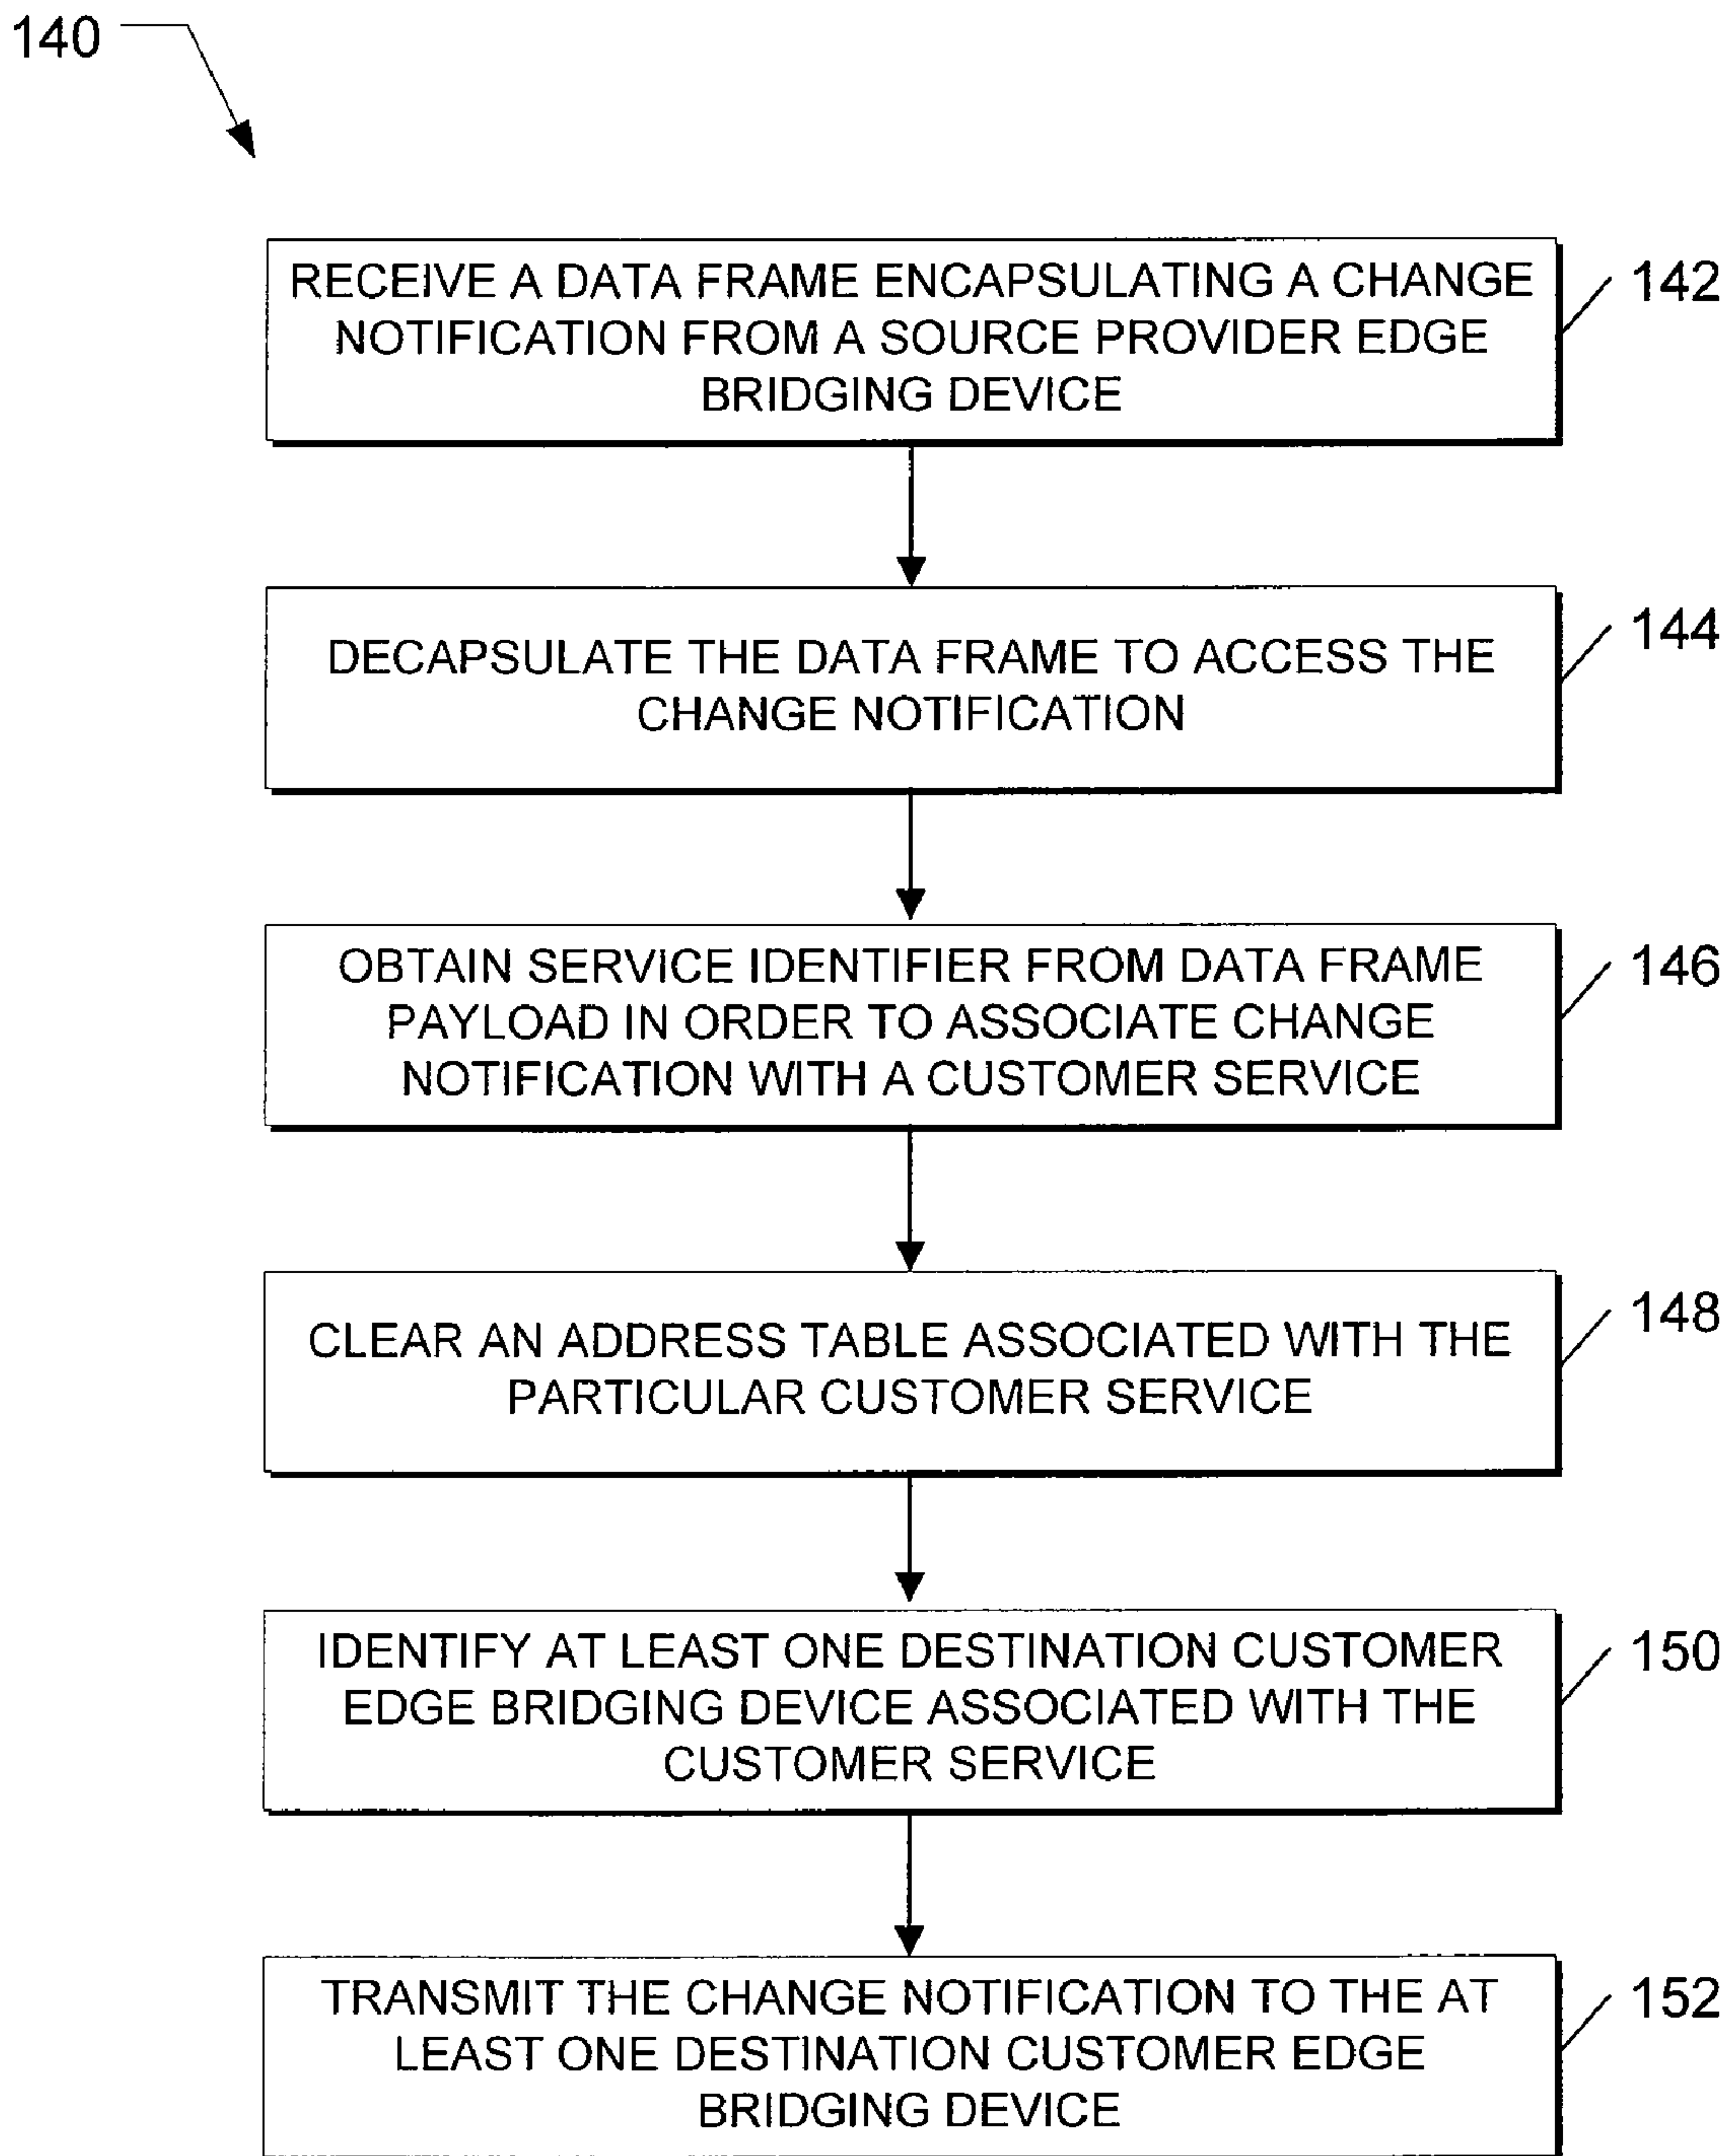 140
RECEIVE A DATA FRAME ENCAPSULATING A CHANGE
NOTIFICATION FROM A SOURCE PROVIDER EDGE
BRIDGING DEVICE
142
DECAPSULATE THE DATA FRAME TO ACCESS THE
CHANGE NOTIFICATION
144
OBTAIN SERVICE IDENTIFIER FROM DATA FRAME
PAYLOAD IN ORDER TO ASSOCIATE CHANGE
NOTIFICATION WITH A CUSTOMER SERVICE
146
CLEAR AN ADDRESS TABLE ASSOCIATED WITH THE
PARTICULAR CUSTOMER SERVICE
148
IDENTIFY AT LEAST ONE DESTINATION CUSTOMER
EDGE BRIDGING DEVICE ASSOCIATED WITH THE
CUSTOMER SERVICE
150
TRANSMIT THE CHANGE NOTIFICATION TO THE AT
LEAST ONE DESTINATION CUSTOMER EDGE
BRIDGING DEVICE
152